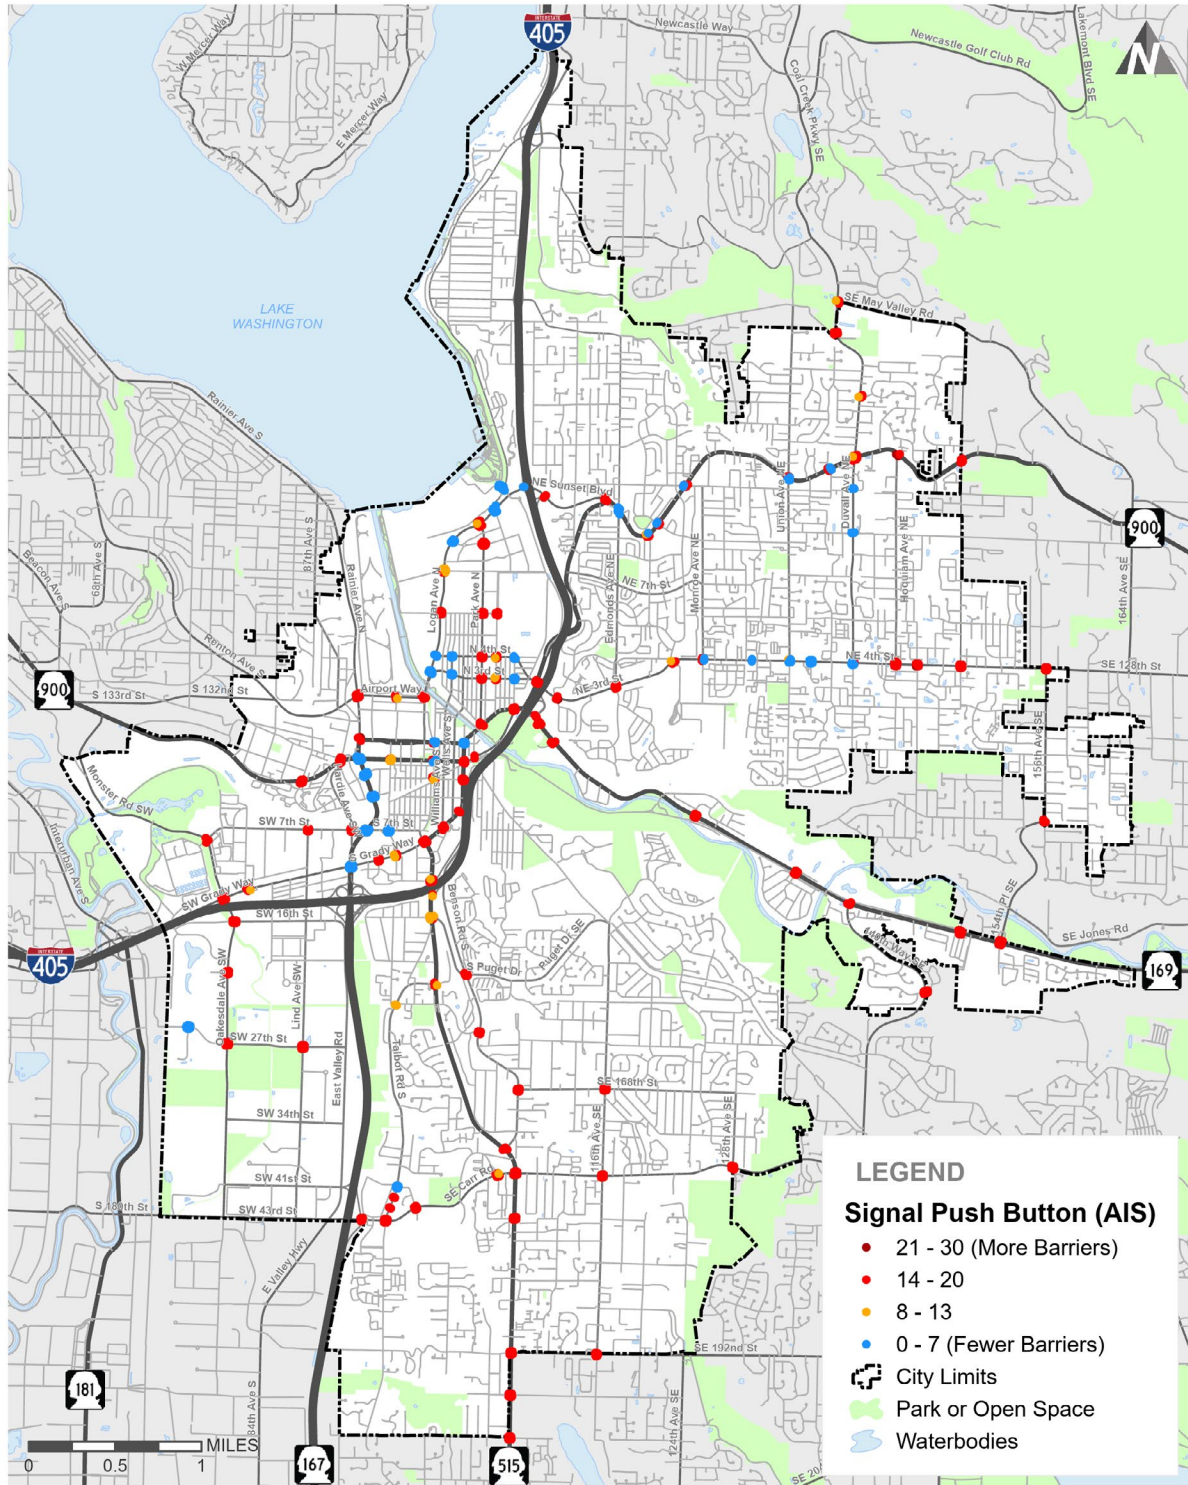 INTERSTATE
405
Newcastle Way
Lakemont Blvd SE
W Mercer Way
Newcastle Golf Club Rd
N
Coal Creek Pkwy SE
E Mercer Way
LAKE
WASHINGTON
SE May Valley Rd
Rainier Ave S
NE Sunset Blvd
Union Ave NE
Duvall Ave NE
900
87th Ave S
Beacon Ave S
68th Ave S
Rainier Ave N
Logan Ave N
Park Ave N
NE 7th St
Edmonds Ave NE
Monroe Ave NE
Hoquiam Ave NE
164th Ave SE
Renton Ave S
N 4th St
NE 4th St
SE 128th St
N 3rd St
NE 3rd St
900
S 133rd St
S 132nd St
Airport Way
156th Ave SE
Wells Ave S
Williams Ave S
Hardie Ave SW
Monster Rd SW
SW 7th St
S 7th St
Interurban Ave S
Grady Way
SW Grady Way
SW 16th St
Benson Rd S
Puget Dr SE
S Puget Dr
154th Pl SE
SE Jones Rd
140th Way SE
INTERSTATE
405
169
Oakesdale Ave SW
Lind Ave SW
SW 27th St
East Valley Rd
Talbot Rd S
SE 168th St
116th Ave SE
128th Ave SE
SW 34th St
SW 41st St
SE Carr Rd
S 180th St
SW 43rd St
E Valley Hwy
SE 192nd St
84th Ave S
124th Ave SE
181
167
515
MILES
0 0.5 1
LEGEND
Signal Push Button (AIS)
21 - 30 (More Barriers)
14 - 20
8 - 13
0 - 7 (Fewer Barriers)
City Limits
Park or Open Space
Waterbodies